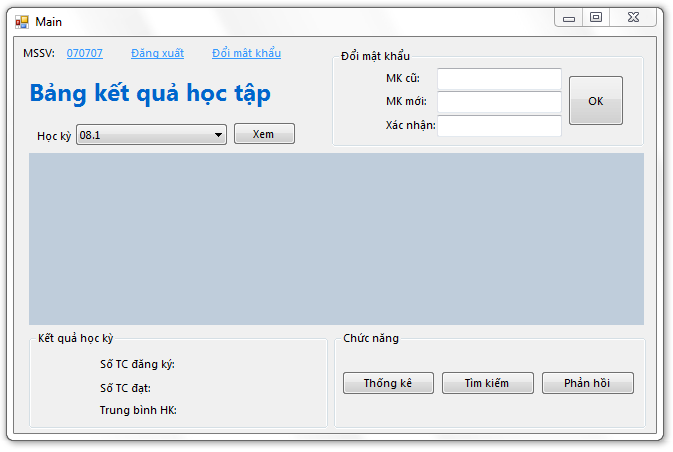 Main
MSSV: 070707 Đăng xuất Đổi mật khẩu
Bảng kết quả học tập
Học kỳ 08.1 Xem
Đổi mật khẩu
MK cũ:
MK mới:
Xác nhận:
OK
Kết quả học kỳ
Số TC đăng ký:
Số TC đạt:
Trung bình HK:
Chức năng
Thống kê Tìm kiếm Phản hồi